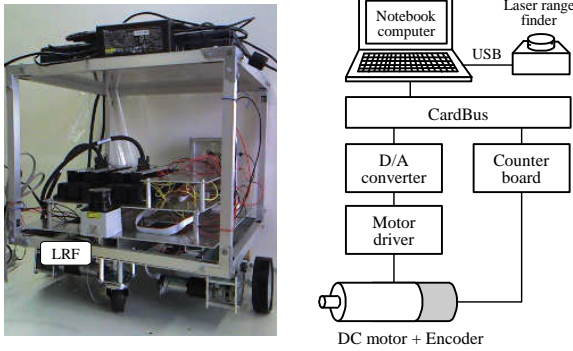 LRF
Notebook
computer
Laser range
finder
USB
CardBus
D/A
converter
Counter
board
Motor
driver
DC motor + Encoder